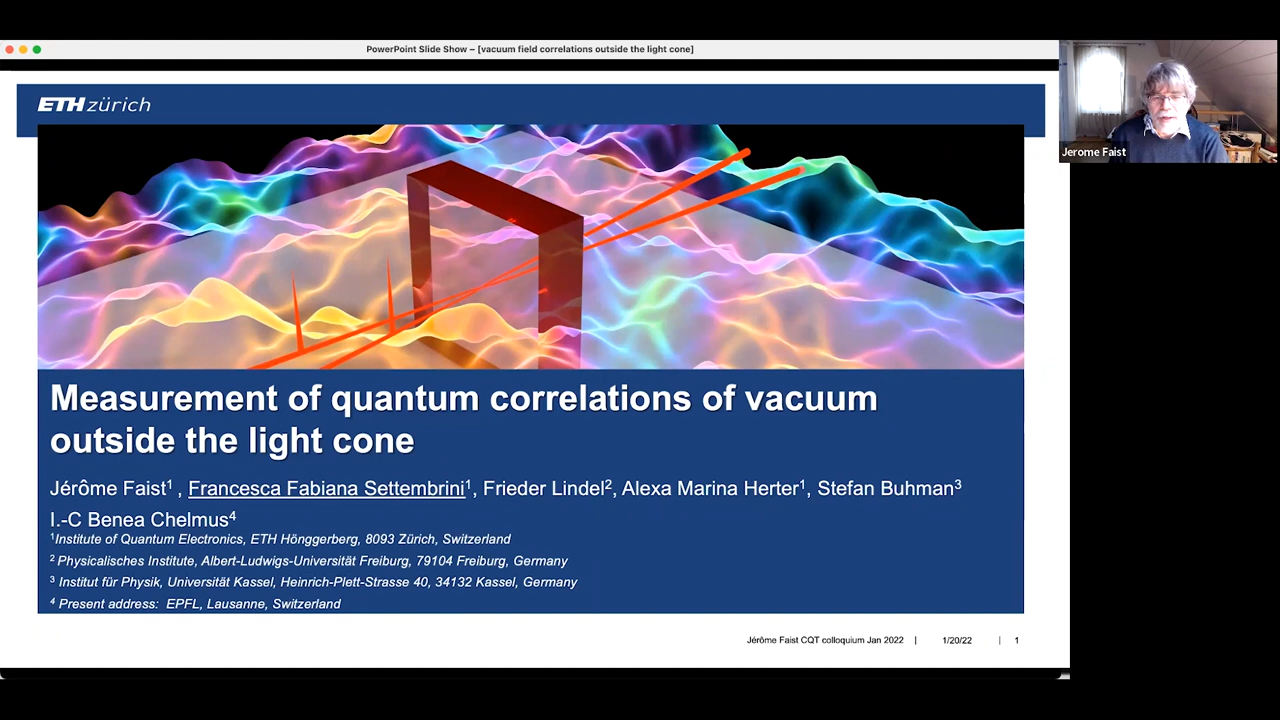 PowerPoint Slide Show – [vacuum field correlations outside the light cone]
ETH zürich
Jerome Faist
Measurement of quantum correlations of vacuum
outside the light cone
Jérôme Faist¹ , Francesca Fabiana Settembrini¹, Frieder Lindel², Alexa Marina Herter¹, Stefan Buhman³
I.-C Benea Chelmus⁴
¹Institute of Quantum Electronics, ETH Hönggerberg, 8093 Zürich, Switzerland
² Physicalisches Institute, Albert-Ludwigs-Universität Freiburg, 79104 Freiburg, Germany
³ Institut für Physik, Universität Kassel, Heinrich-Plett-Strasse 40, 34132 Kassel, Germany
⁴ Present address: EPFL, Lausanne, Switzerland
Jérôme Faist CQT colloquium Jan 2022 | 1/20/22 | 1